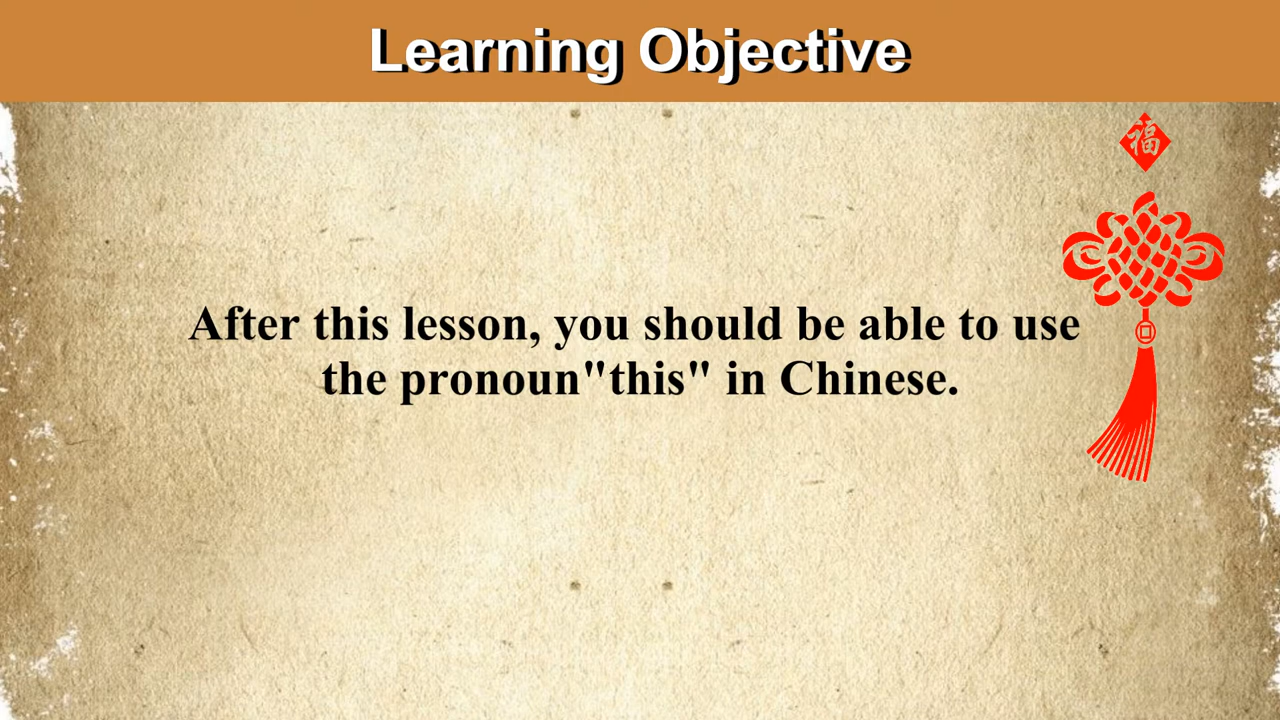 Learning Objective
福
After this lesson, you should be able to use
the pronoun"this" in Chinese.